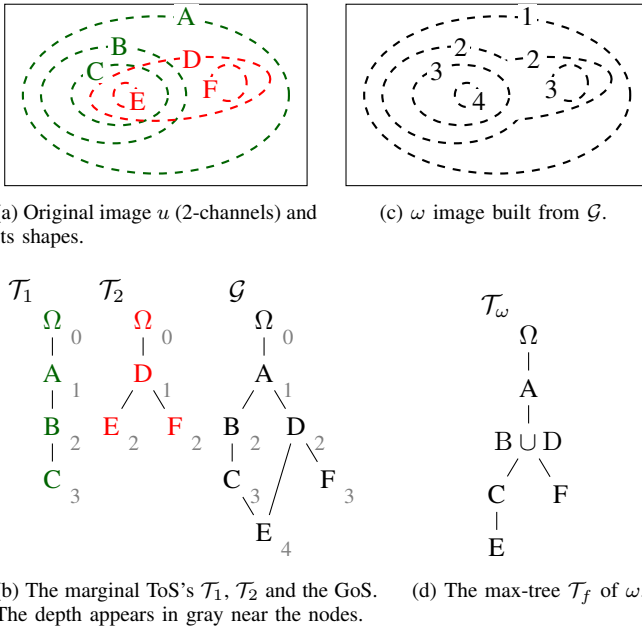 A
B
D
C
F
E
1
2
2
3
3
4
(a) Original image u (2-channels) and
its shapes.
(c) ω image built from 𝒢.
𝒯₁ 𝒯₂ 𝒢
Ω 0 Ω 0 Ω 0
A 1 D 1 A 1
B 2 E 2 F 2 B 2 D 2
C 3 C 3 F 3
E 4
𝒯ω
Ω
A
B ∪ D
C F
E
(b) The marginal ToS's 𝒯₁, 𝒯₂ and the GoS.
The depth appears in gray near the nodes.
(d) The max-tree 𝒯f of ω.